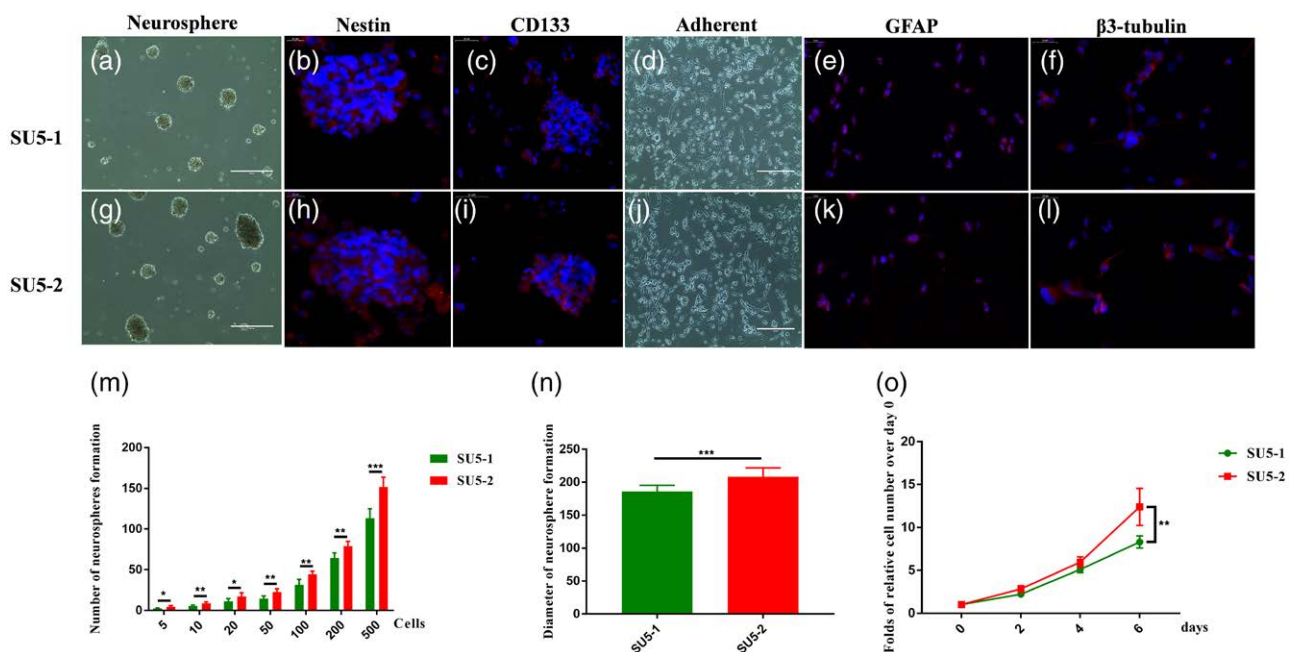 Neurosphere Nestin CD133 Adherent GFAP β3-tubulin
SU5-1
(a) (b) (c) (d) (e) (f)
SU5-2
(g) (h) (i) (j) (k) (l)
(m)
Number of neurospheres formation
200
150
100
50
0
* ** * ** ** ** ***
5 10 20 50 100 200 500 Cells
SU5-1
SU5-2
(n)
Diameter of neurosphere formation
250
200
150
100
50
0
***
SU5-1 SU5-2
(o)
Folds of relative cell number over day 0
20
15
10
5
0
**
0 2 4 6 days
SU5-1
SU5-2